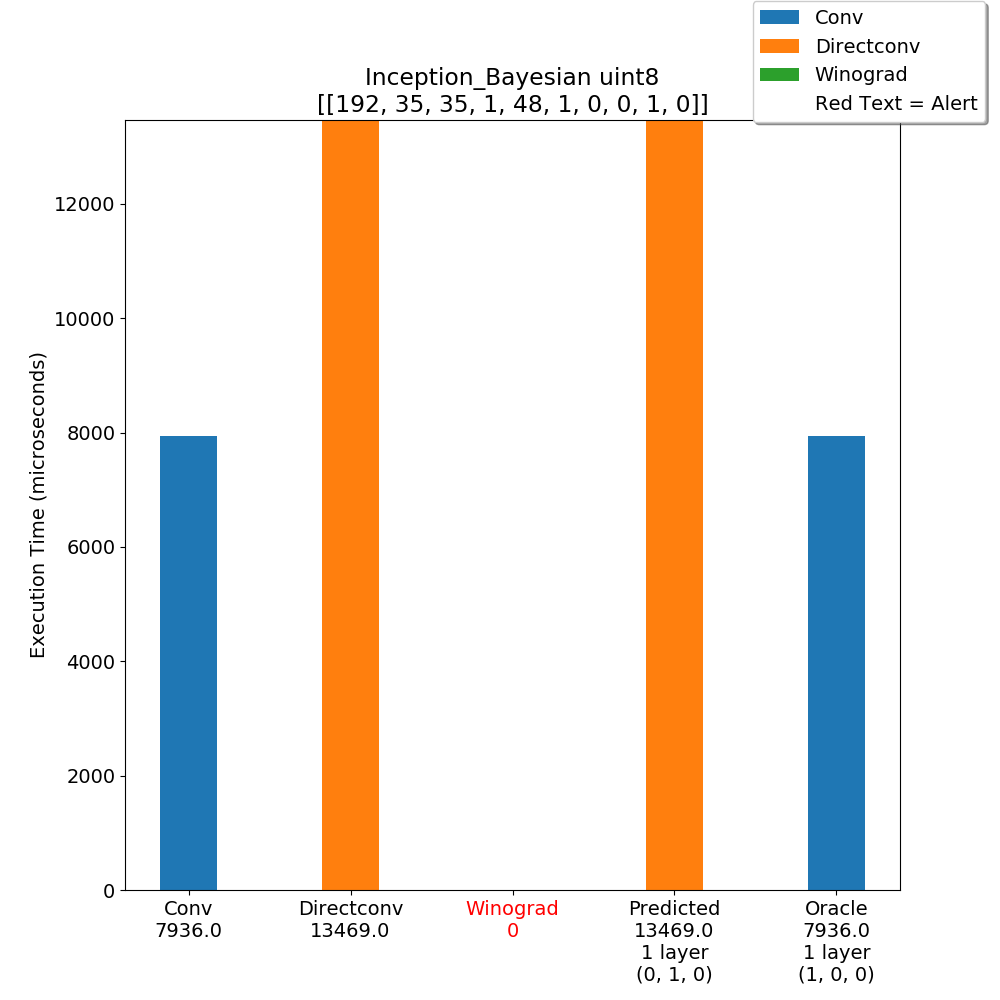 Conv
Directconv
Winograd
Red Text = Alert
Inception_Bayesian uint8
[[192, 35, 35, 1, 48, 1, 0, 0, 1, 0]]
Execution Time (microseconds)
12000
10000
8000
6000
4000
2000
0
Conv
7936.0
Directconv
13469.0
Winograd
0
Predicted
13469.0
1 layer
(0, 1, 0)
Oracle
7936.0
1 layer
(1, 0, 0)